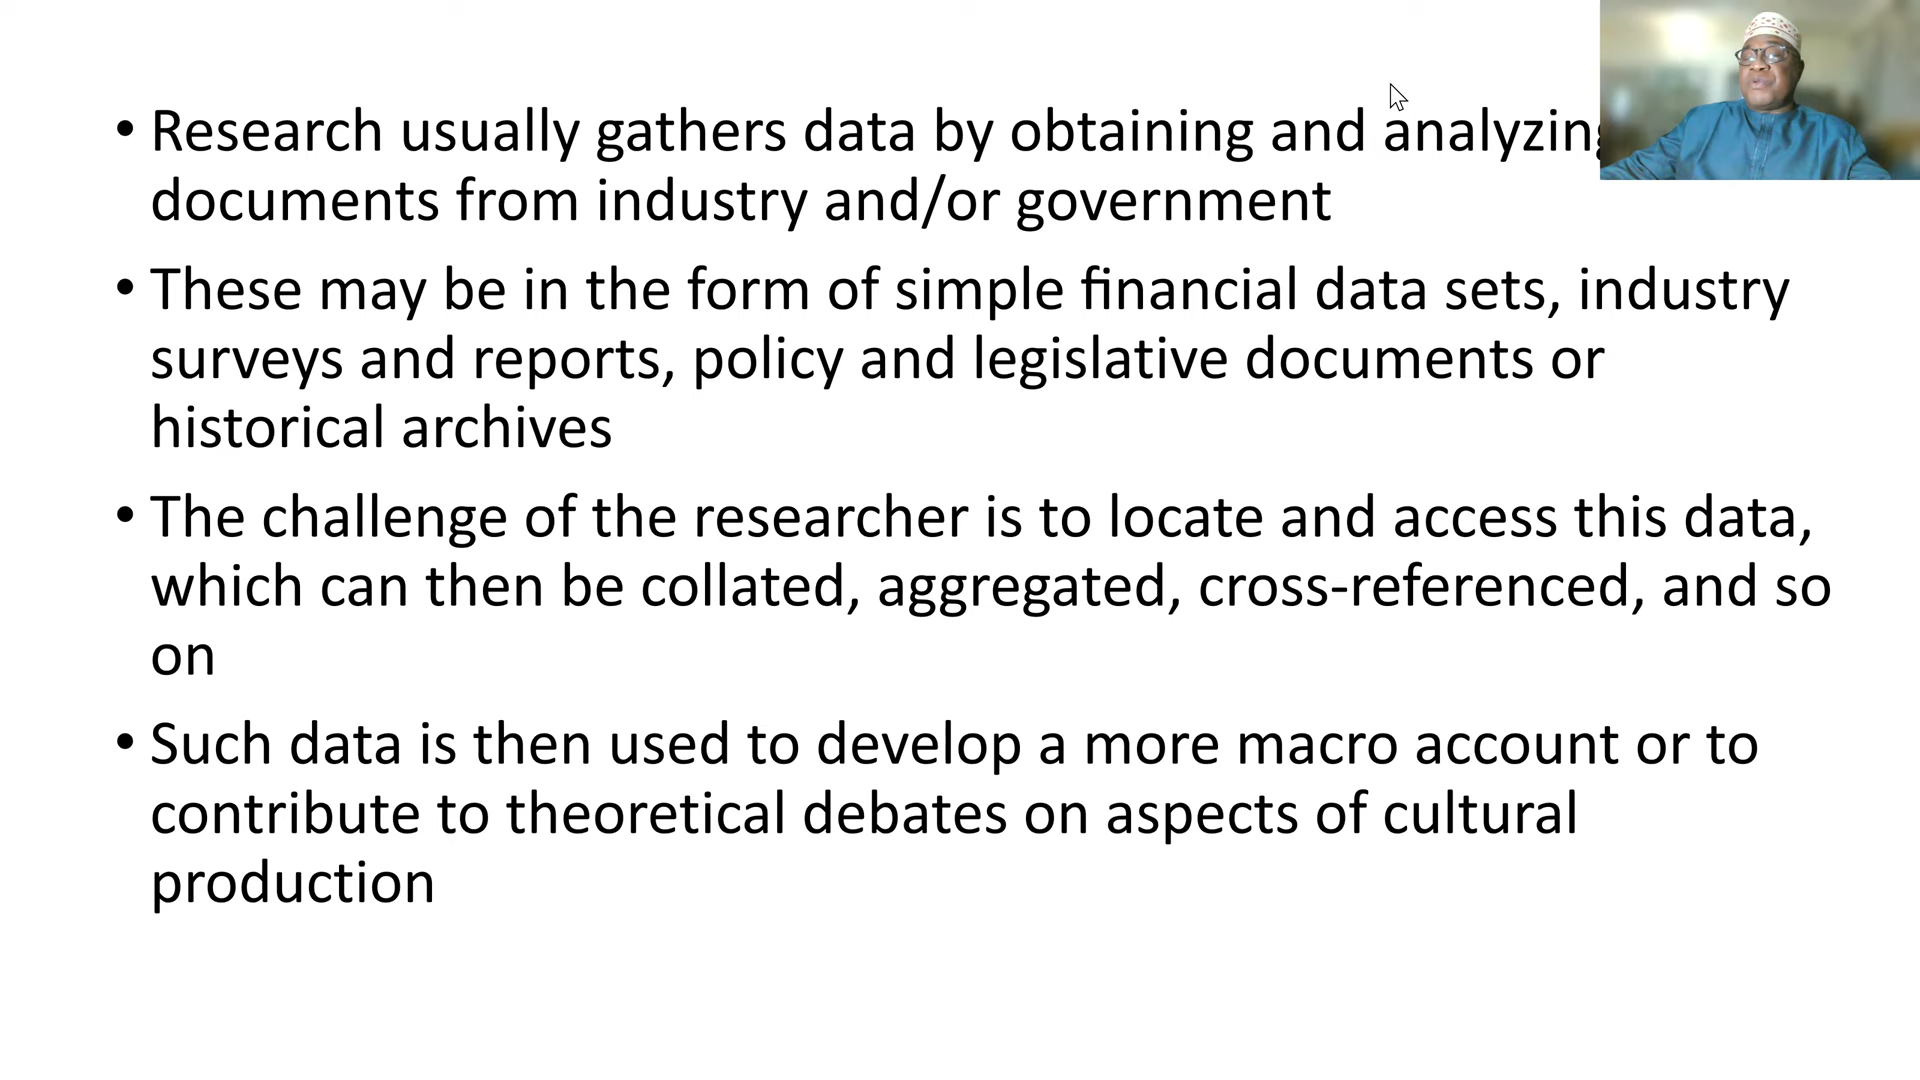 • Research usually gathers data by obtaining and analyzing
documents from industry and/or government
• These may be in the form of simple financial data sets, industry
surveys and reports, policy and legislative documents or
historical archives
• The challenge of the researcher is to locate and access this data,
which can then be collated, aggregated, cross-referenced, and so
on
• Such data is then used to develop a more macro account or to
contribute to theoretical debates on aspects of cultural
production